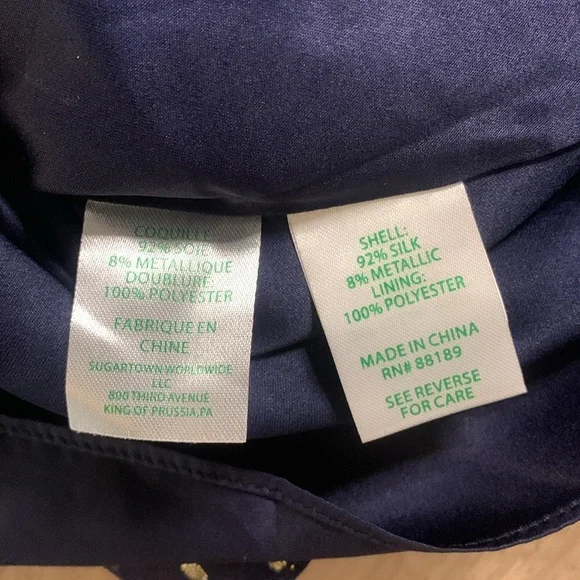 COQUILLE:
92% SOIE
8% METALLIQUE
DOUBLURE:
100% POLYESTER
FABRIQUE EN
CHINE
SUGARTOWN WORLDWIDE
LLC
800 THIRD AVENUE
KING OF PRUSSIA,PA
SHELL:
92% SILK
8% METALLIC
LINING:
100% POLYESTER
MADE IN CHINA
RN# 88189
SEE REVERSE
FOR CARE